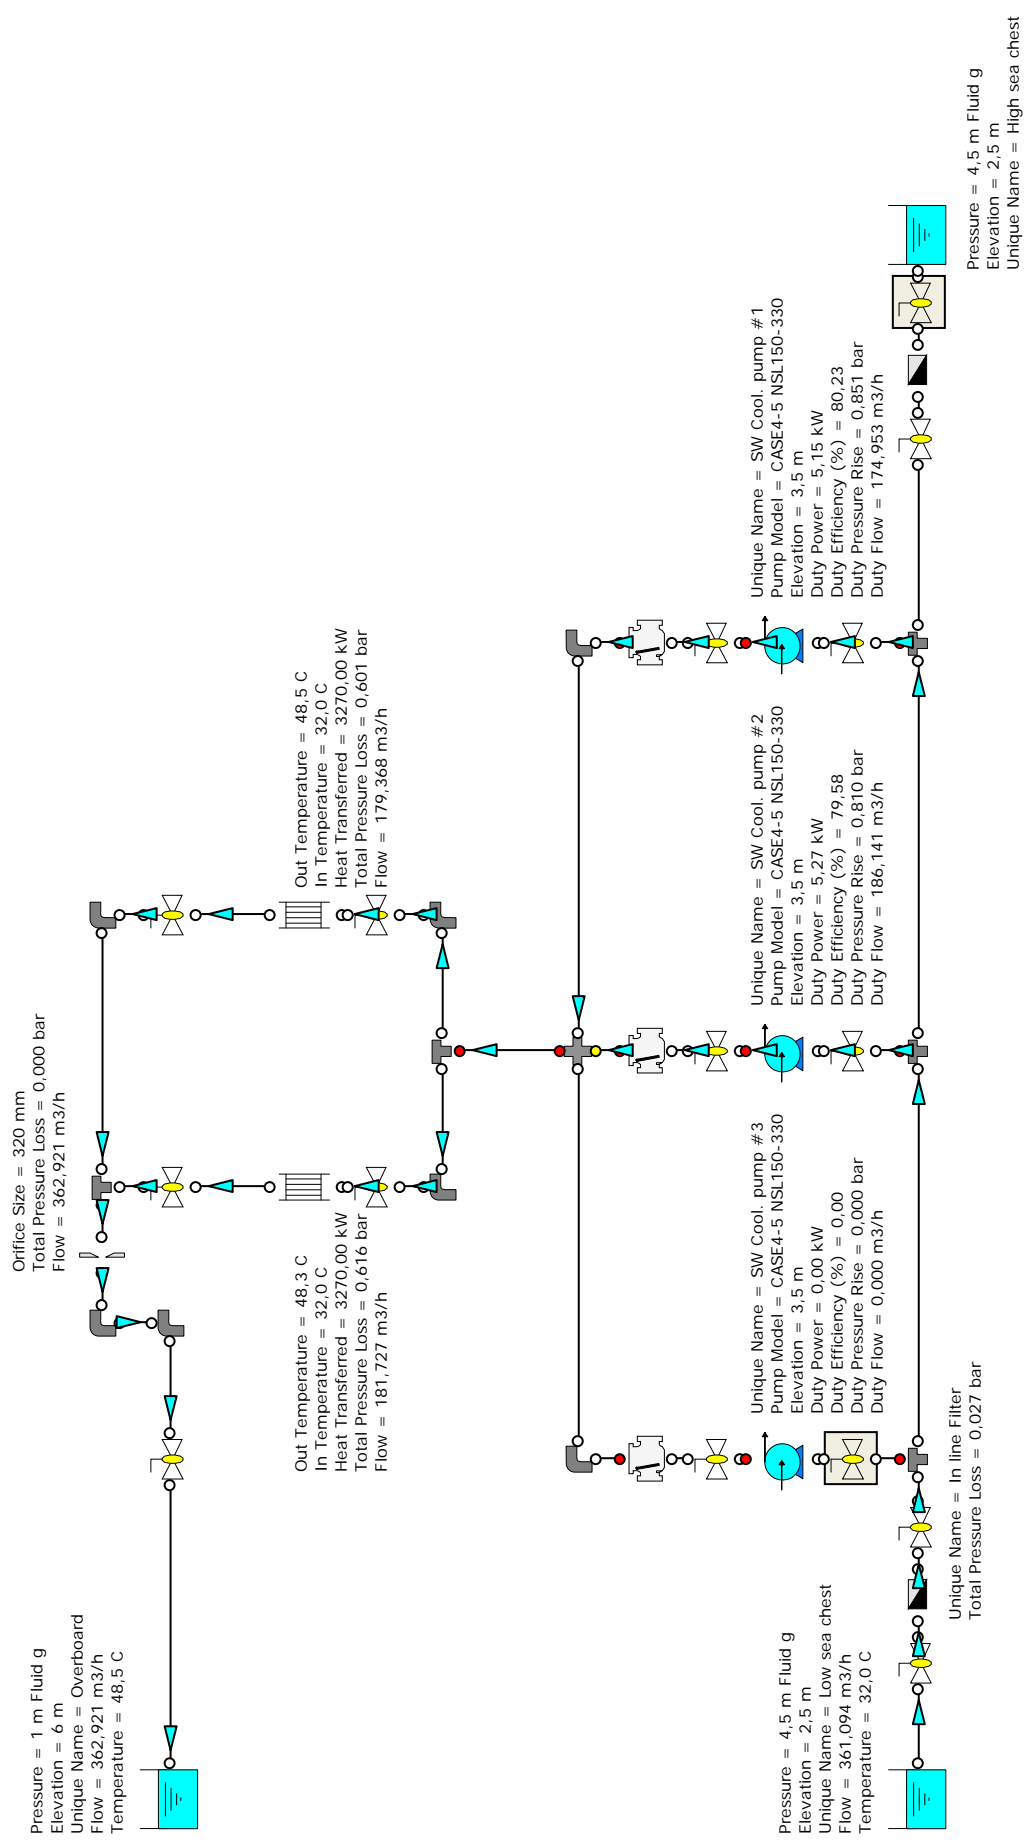 Pressure = 1 m Fluid g
Elevation = 6 m
Unique Name = Overboard
Flow = 362,921 m3/h
Temperature = 48,5 C
Orifice Size = 320 mm
Total Pressure Loss = 0,000 bar
Flow = 362,921 m3/h
Out Temperature = 48,3 C
In Temperature = 32,0 C
Heat Transferred = 3270,00 kW
Total Pressure Loss = 0,616 bar
Flow = 181,727 m3/h
Out Temperature = 48,5 C
In Temperature = 32,0 C
Heat Transferred = 3270,00 kW
Total Pressure Loss = 0,601 bar
Flow = 179,368 m3/h
Unique Name = SW Cool. pump #3
Pump Model = CASE4-5 NSL150-330
Elevation = 3,5 m
Duty Power = 0,00 kW
Duty Efficiency (%) = 0,00
Duty Pressure Rise = 0,000 bar
Duty Flow = 0,000 m3/h
Unique Name = SW Cool. pump #2
Pump Model = CASE4-5 NSL150-330
Elevation = 3,5 m
Duty Power = 5,27 kW
Duty Efficiency (%) = 79,58
Duty Pressure Rise = 0,810 bar
Duty Flow = 186,141 m3/h
Unique Name = SW Cool. pump #1
Pump Model = CASE4-5 NSL150-330
Elevation = 3,5 m
Duty Power = 5,15 kW
Duty Efficiency (%) = 80,23
Duty Pressure Rise = 0,851 bar
Duty Flow = 174,953 m3/h
Pressure = 4,5 m Fluid g
Elevation = 2,5 m
Unique Name = Low sea chest
Flow = 361,094 m3/h
Temperature = 32,0 C
Unique Name = In line Filter
Total Pressure Loss = 0,027 bar
Pressure = 4,5 m Fluid g
Elevation = 2,5 m
Unique Name = High sea chest